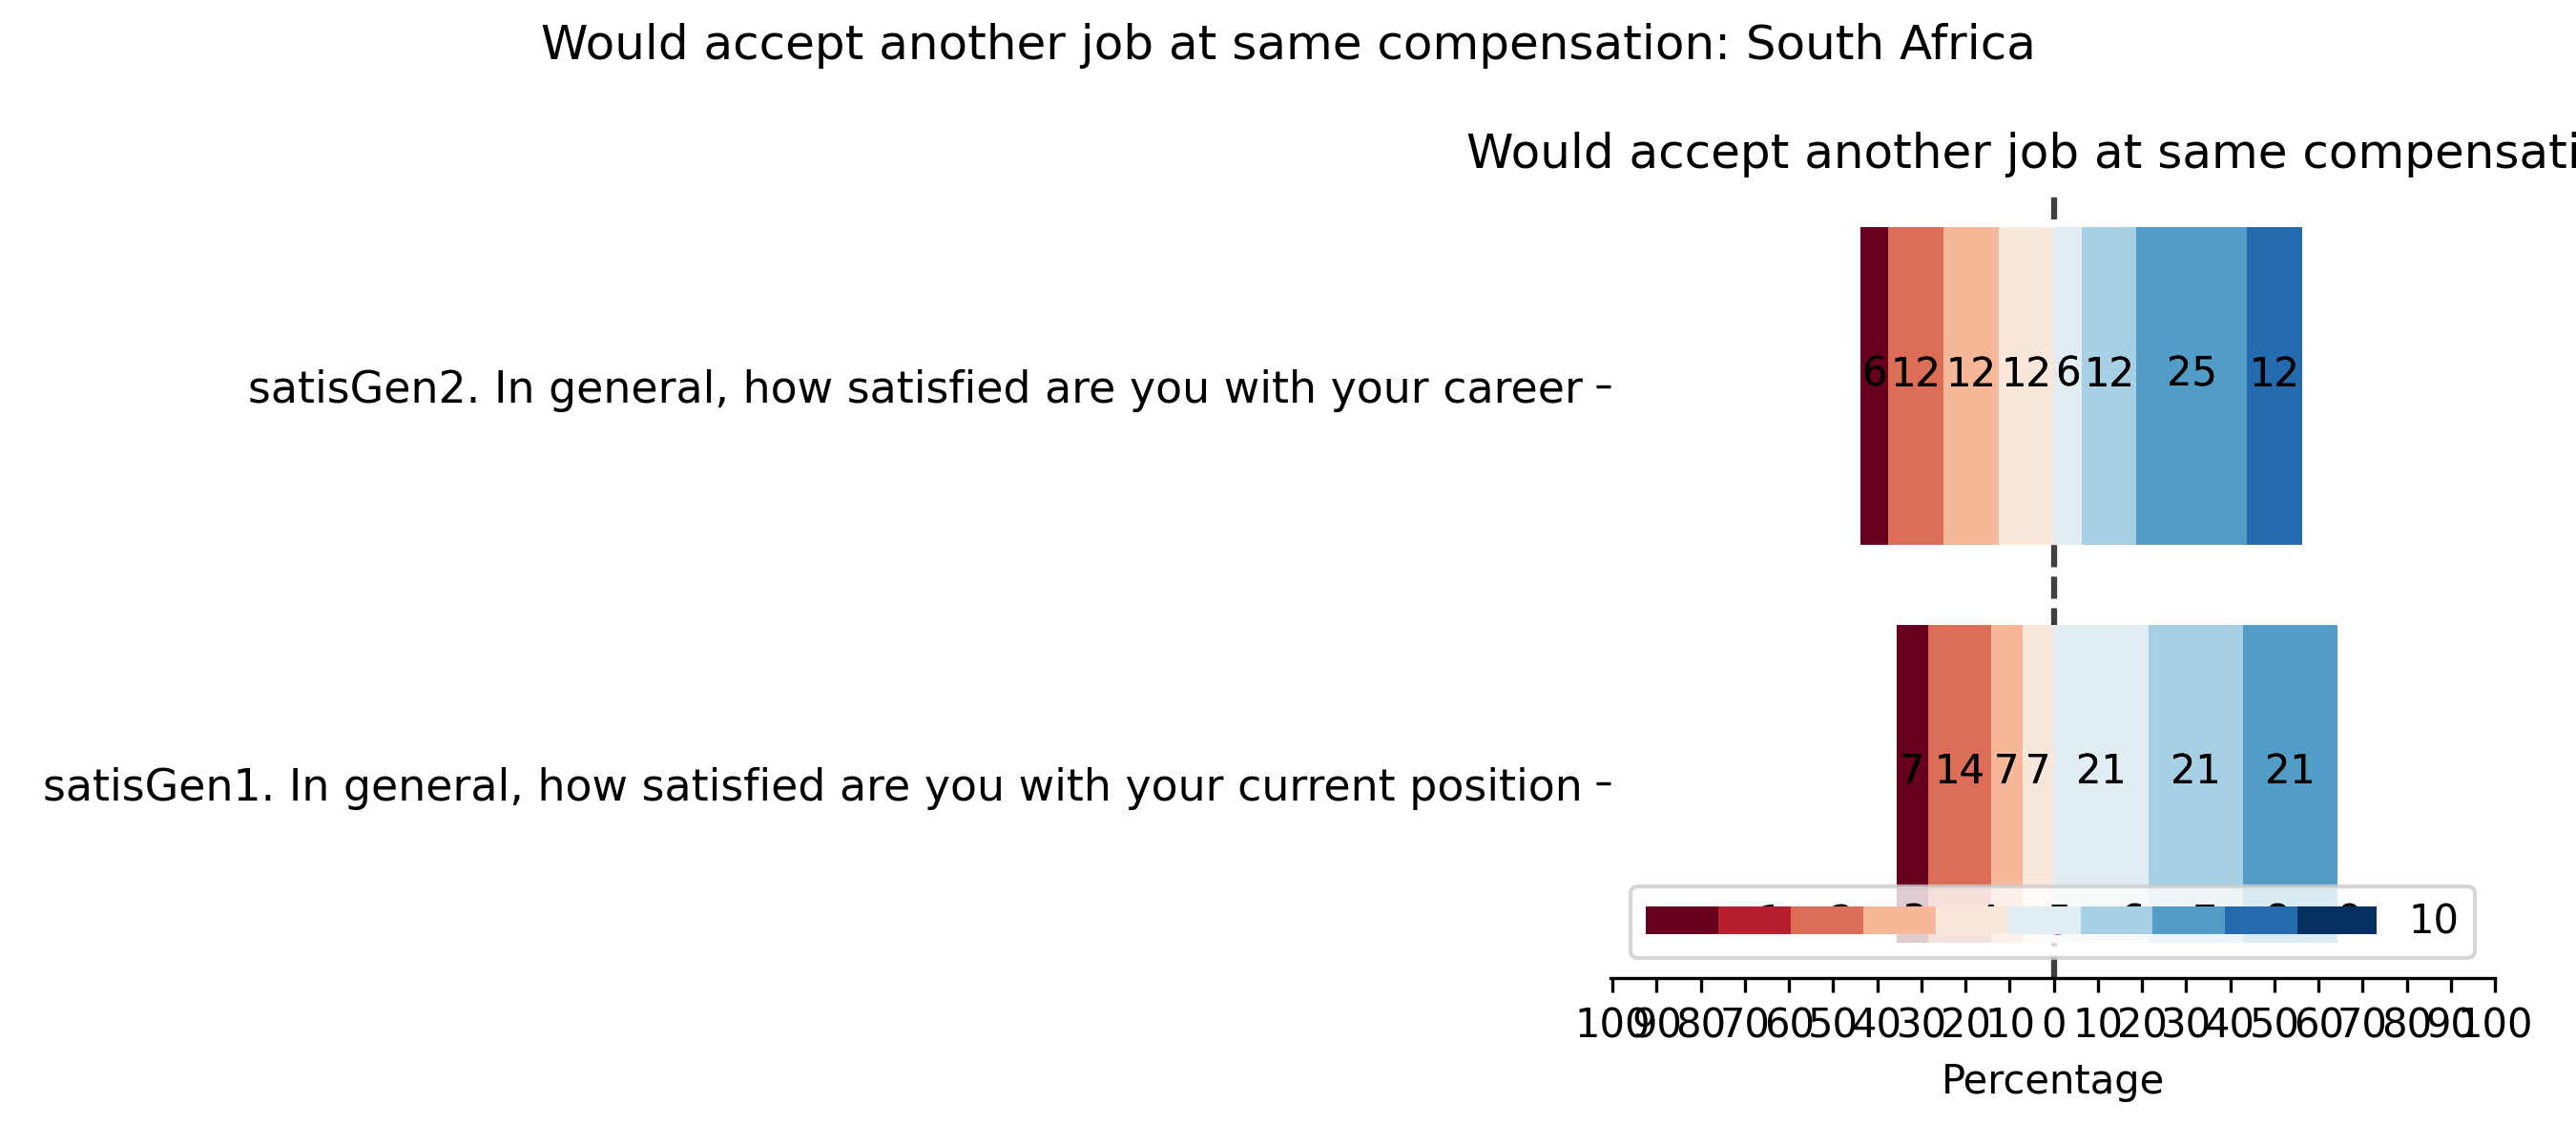 Would accept another job at same compensation: South Africa
Would accept another job at same compensati
satisGen2. In general, how satisfied are you with your career
6 12 12 12 6 12 25 12
satisGen1. In general, how satisfied are you with your current position
7 14 7 7 21 21 21
10
100 90 80 70 60 50 40 30 20 10 0 10 20 30 40 50 60 70 80 90 100
Percentage